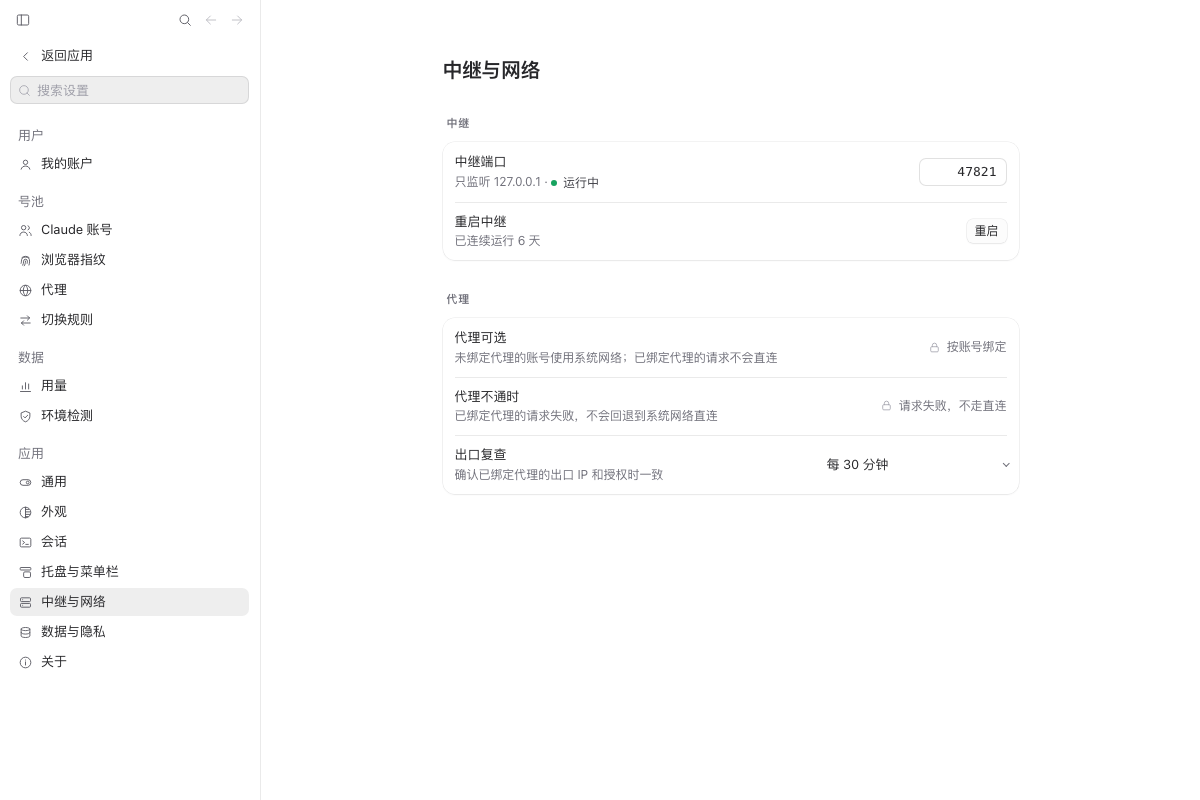 返回应用
搜索设置
用户
我的账户
号池
Claude 账号
浏览器指纹
代理
切换规则
数据
用量
环境检测
应用
通用
外观
会话
托盘与菜单栏
中继与网络
数据与隐私
关于
中继与网络
中继
中继端口
只监听 127.0.0.1 · 运行中
47821
重启中继
已连续运行 6 天
重启
代理
代理可选
未绑定代理的账号使用系统网络；已绑定代理的请求不会直连
按账号绑定
代理不通时
已绑定代理的请求失败，不会回退到系统网络直连
请求失败，不走直连
出口复查
确认已绑定代理的出口 IP 和授权时一致
每 30 分钟